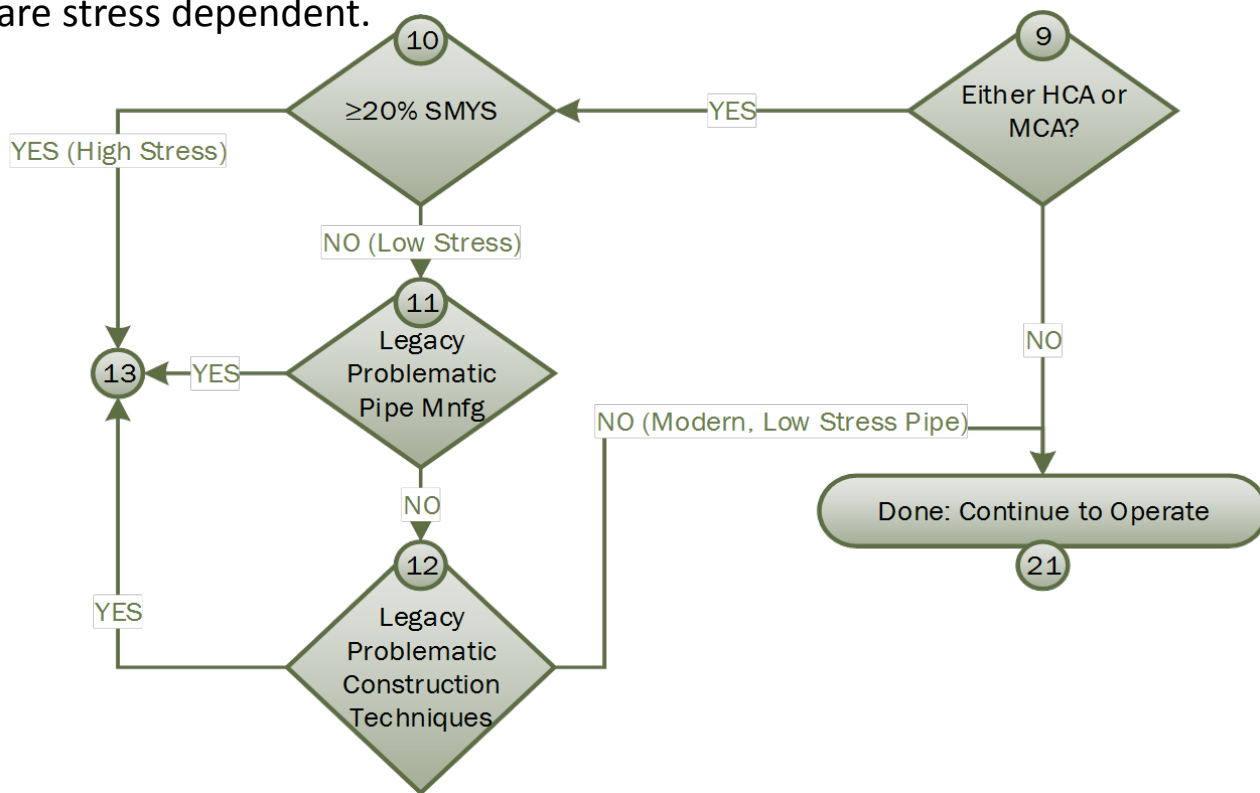 are stress dependent.
10
≥20% SMYS
9
Either HCA or
MCA?
YES
YES (High Stress)
NO (Low Stress)
11
Legacy
Problematic
Pipe Mnfg
YES
13
NO
NO
NO (Modern, Low Stress Pipe)
12
Legacy
Problematic
Construction
Techniques
YES
Done: Continue to Operate
21